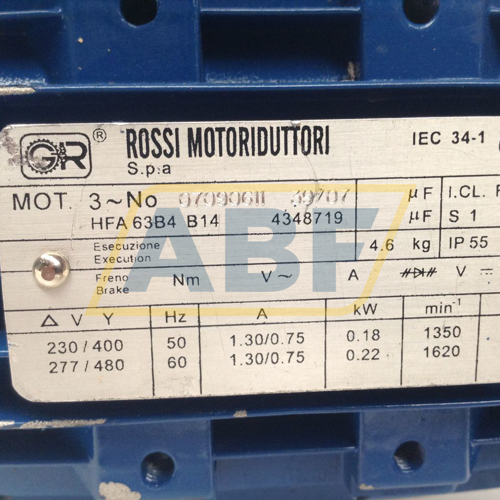 GR ® ROSSI MOTORIDUTTORI IEC 34-1
S.p.a
MOT. 3~No 39/07 µF I.CL. F
HFA 63B4 B14 4348719 µF S 1
Esecuzione
Execution 4.6 kg IP 55
Freno
Brake Nm V~ A V
Δ V Y Hz A kW min⁻¹
230/400 50 1.30/0.75 0.18 1350
277/480 60 1.30/0.75 0.22 1620
ABF